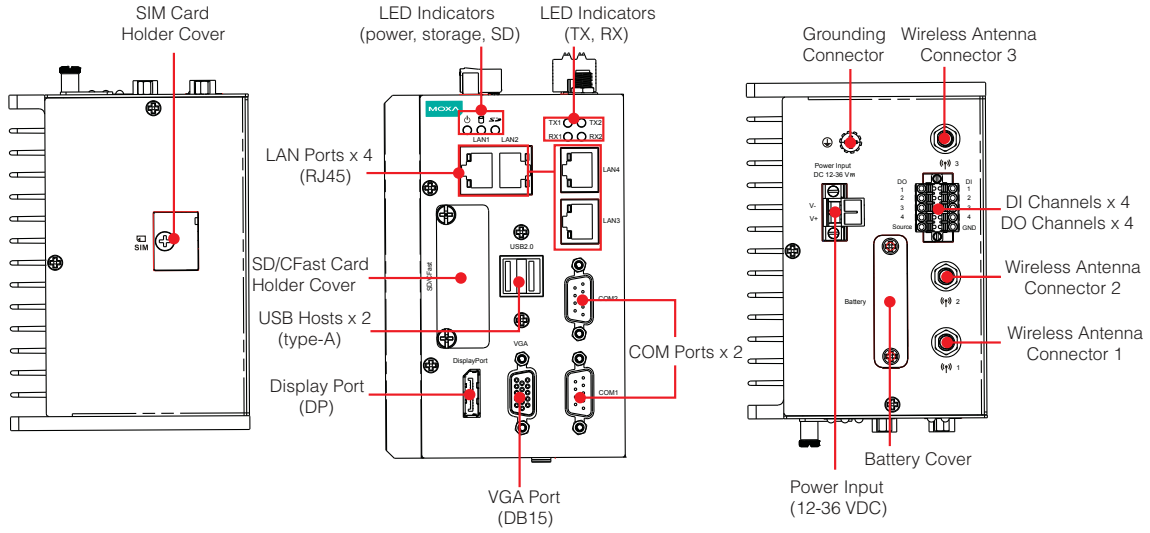 SIM Card
Holder Cover
LED Indicators
(power, storage, SD)
LED Indicators
(TX, RX)
Grounding
Connector
Wireless Antenna
Connector 3
MOXA
TX1
TX2
RX1
RX2
LAN1
LAN2
LAN4
LAN3
LAN Ports x 4
(RJ45)
SIM
SD/CFast Card
Holder Cover
SD/CFast
USB2.0
USB Hosts x 2
(type-A)
COM2
COM Ports x 2
DisplayPort
VGA
COM1
Display Port
(DP)
VGA Port
(DB15)
3
Power Input
DC 12-36 V
DO
DI
1
1
2
2
3
3
4
4
Source
GND
V-
V+
DI Channels x 4
DO Channels x 4
Battery
2
Wireless Antenna
Connector 2
1
Wireless Antenna
Connector 1
Battery Cover
Power Input
(12-36 VDC)